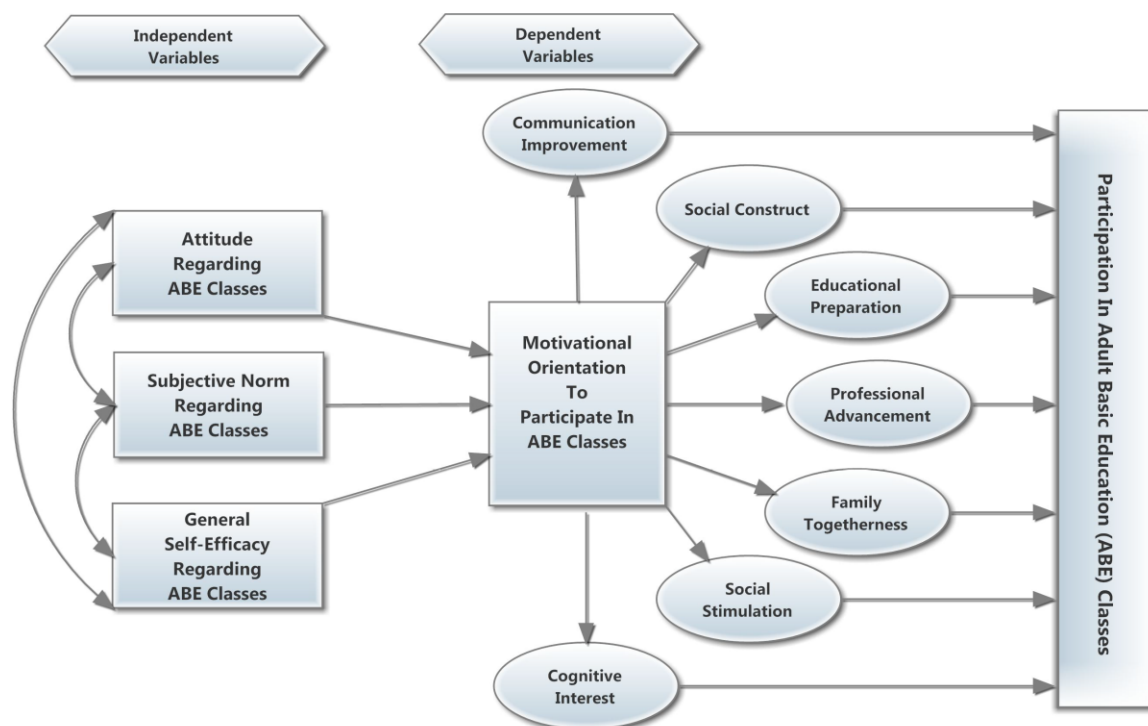 Independent
Variables
Dependent
Variables
Communication
Improvement
Social Construct
Attitude
Regarding
ABE Classes
Educational
Preparation
Motivational
Orientation
To
Participate In
ABE Classes
Subjective Norm
Regarding
ABE Classes
Professional
Advancement
General
Self-Efficacy
Regarding
ABE Classes
Family
Togetherness
Social
Stimulation
Cognitive
Interest
Participation In Adult Basic Education (ABE) Classes